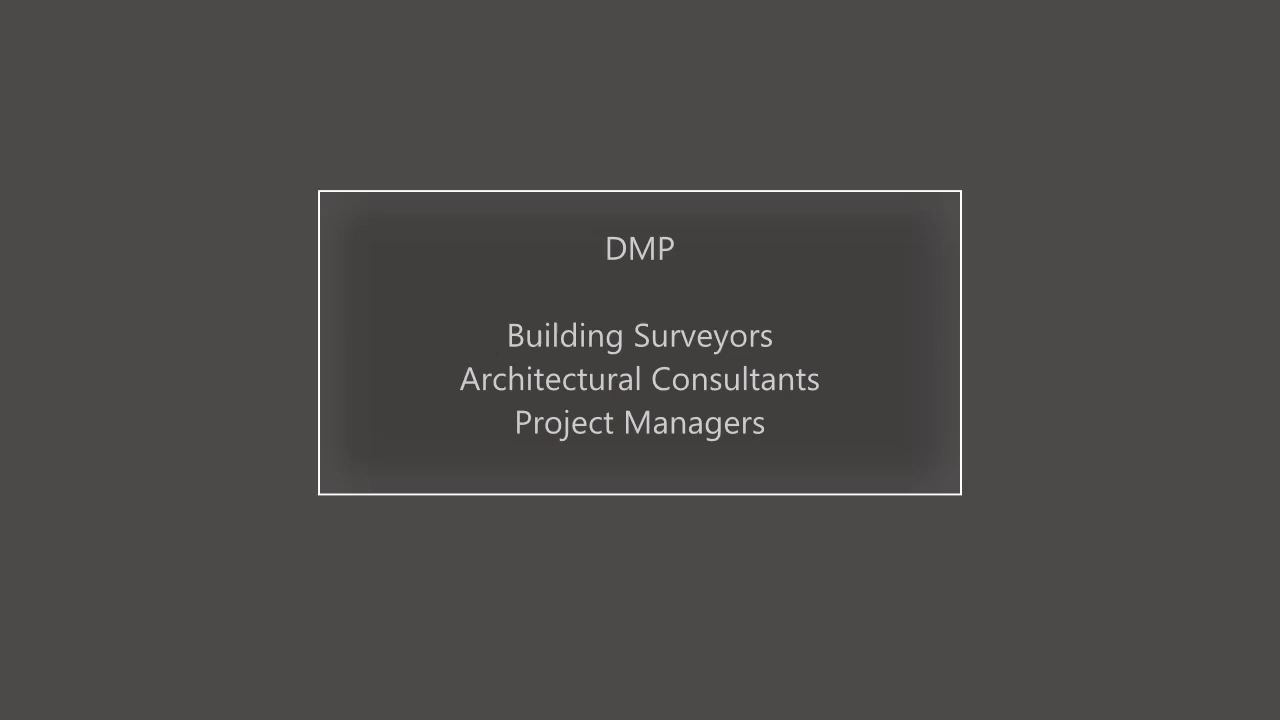 DMP
Building Surveyors
Architectural Consultants
Project Managers